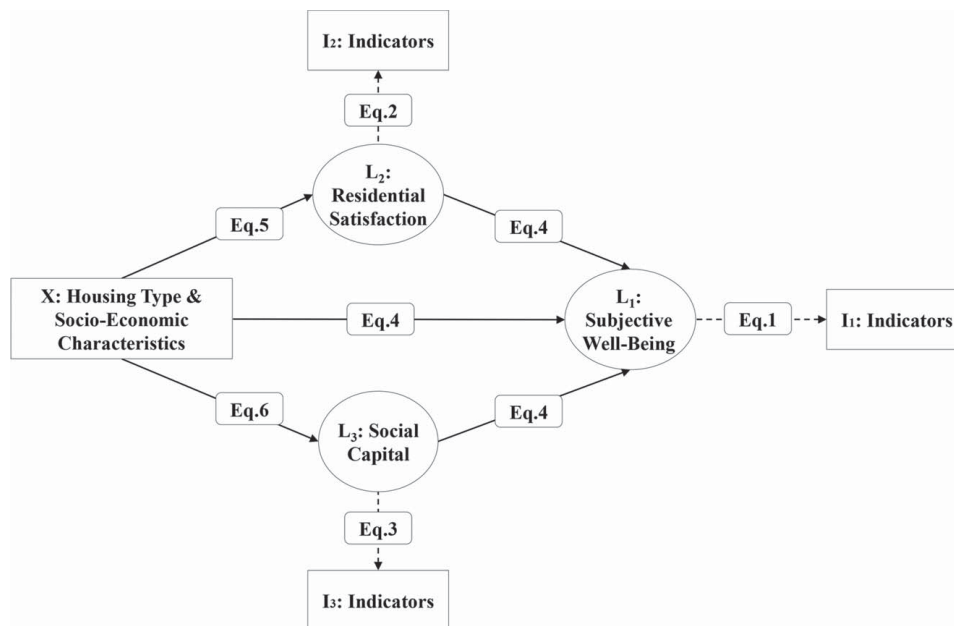 I₂: Indicators
Eq.2
L₂:
Residential
Satisfaction
Eq.5
Eq.4
X: Housing Type &
Socio-Economic
Characteristics
Eq.4
L₁:
Subjective
Well-Being
Eq.1
I₁: Indicators
Eq.6
L₃: Social
Capital
Eq.4
Eq.3
I₃: Indicators